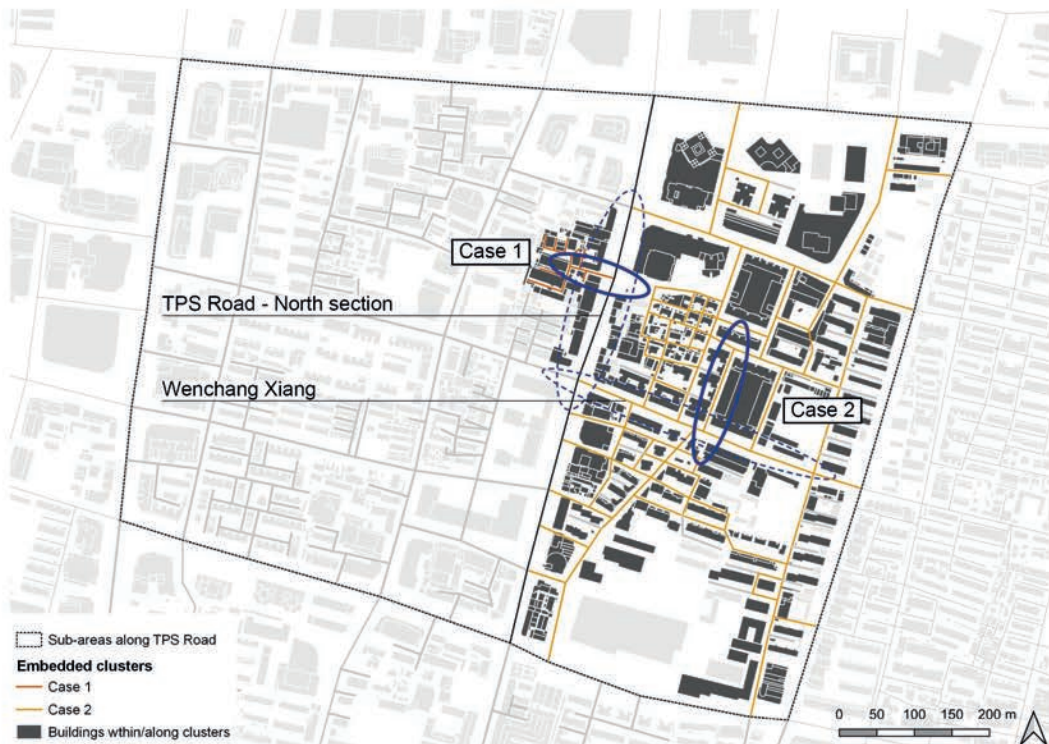 Case 1
TPS Road - North section
Wenchang Xiang
Case 2
Sub-areas along TPS Road
Embedded clusters
Case 1
Case 2
Buildings wthin/along clusters
0 50 100 150 200 m